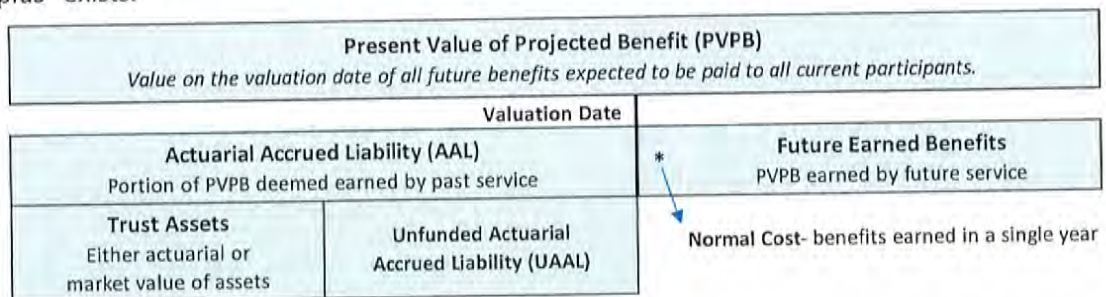 Present Value of Projected Benefit (PVPB)
Value on the valuation date of all future benefits expected to be paid to all current participants.
Valuation Date
Actuarial Accrued Liability (AAL)
Portion of PVPB deemed earned by past service
*
Future Earned Benefits
PVPB earned by future service
Trust Assets
Either actuarial or
market value of assets
Unfunded Actuarial
Accrued Liability (UAAL)
Normal Cost- benefits earned in a single year